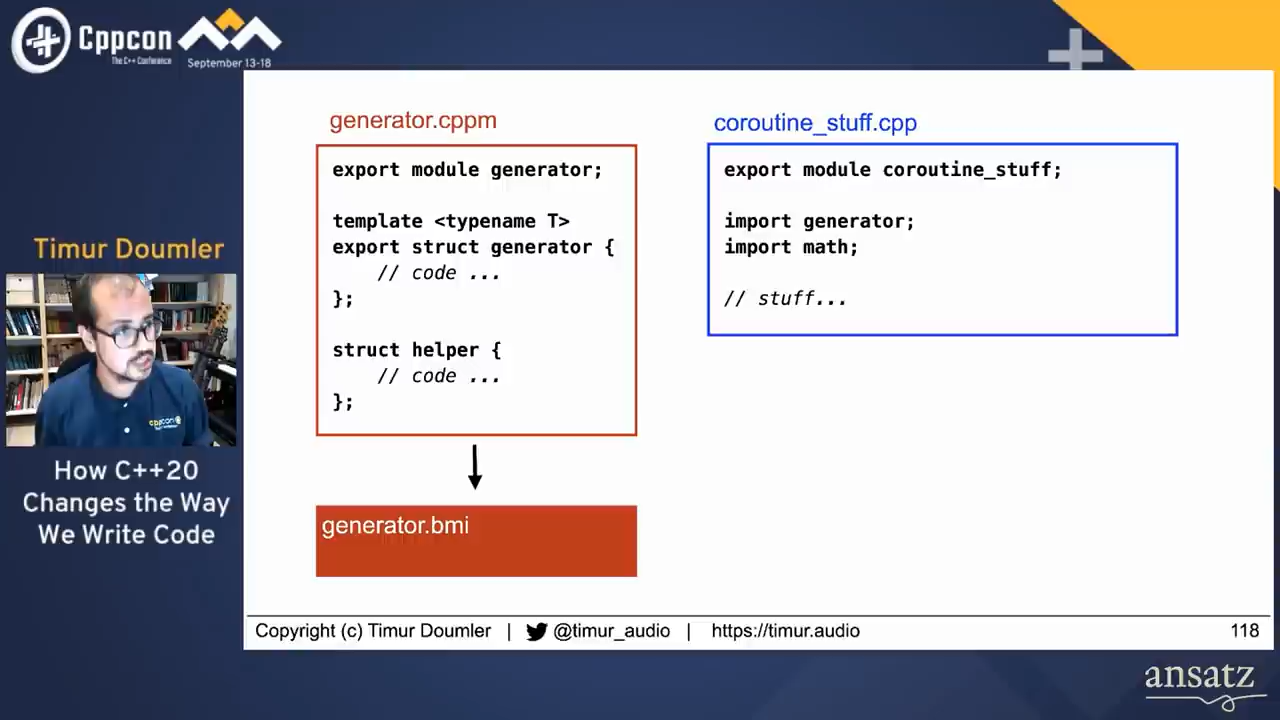 Cppcon
The C++ Conference
September 13-18
Timur Doumler
cppcon
How C++20
Changes the Way
We Write Code
generator.cppm
export module generator;
template <typename T>
export struct generator {
// code ...
};
struct helper {
// code ...
};
generator.bmi
coroutine_stuff.cpp
export module coroutine_stuff;
import generator;
import math;
// stuff...
Copyright (c) Timur Doumler | @timur_audio | https://timur.audio
118
ansatz